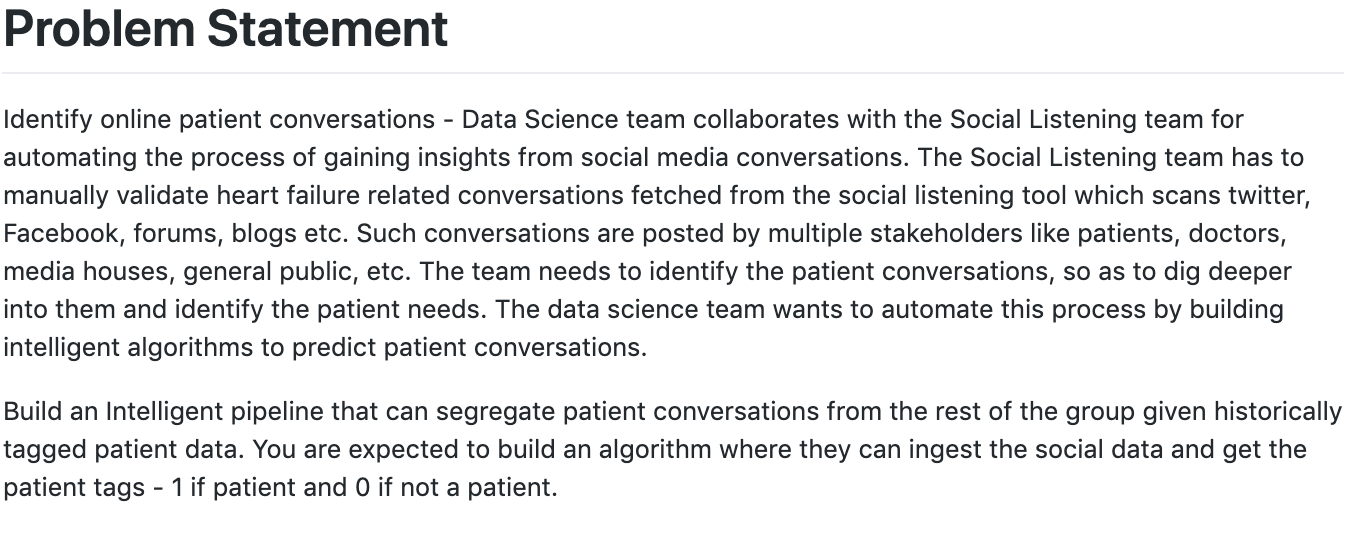 Problem Statement
Identify online patient conversations - Data Science team collaborates with the Social Listening team for
automating the process of gaining insights from social media conversations. The Social Listening team has to
manually validate heart failure related conversations fetched from the social listening tool which scans twitter,
Facebook, forums, blogs etc. Such conversations are posted by multiple stakeholders like patients, doctors,
media houses, general public, etc. The team needs to identify the patient conversations, so as to dig deeper
into them and identify the patient needs. The data science team wants to automate this process by building
intelligent algorithms to predict patient conversations.
Build an Intelligent pipeline that can segregate patient conversations from the rest of the group given historically
tagged patient data. You are expected to build an algorithm where they can ingest the social data and get the
patient tags - 1 if patient and 0 if not a patient.